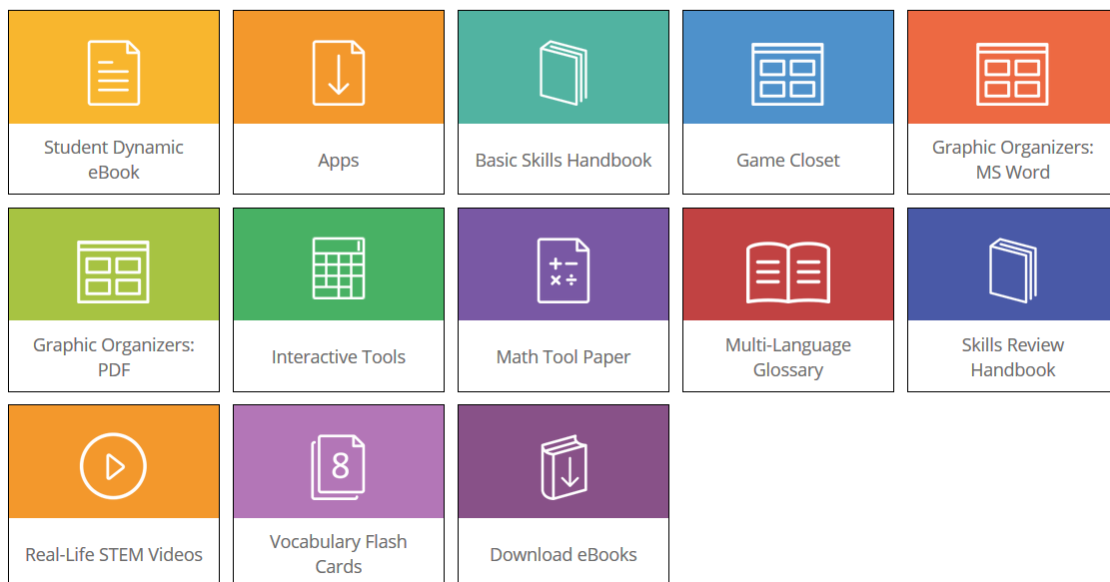 Student Dynamic
eBook
Apps
Basic Skills Handbook
Game Closet
Graphic Organizers:
MS Word
Graphic Organizers:
PDF
Interactive Tools
+ −
× ÷
Math Tool Paper
Multi-Language
Glossary
Skills Review
Handbook
Real-Life STEM Videos
8
Vocabulary Flash
Cards
Download eBooks